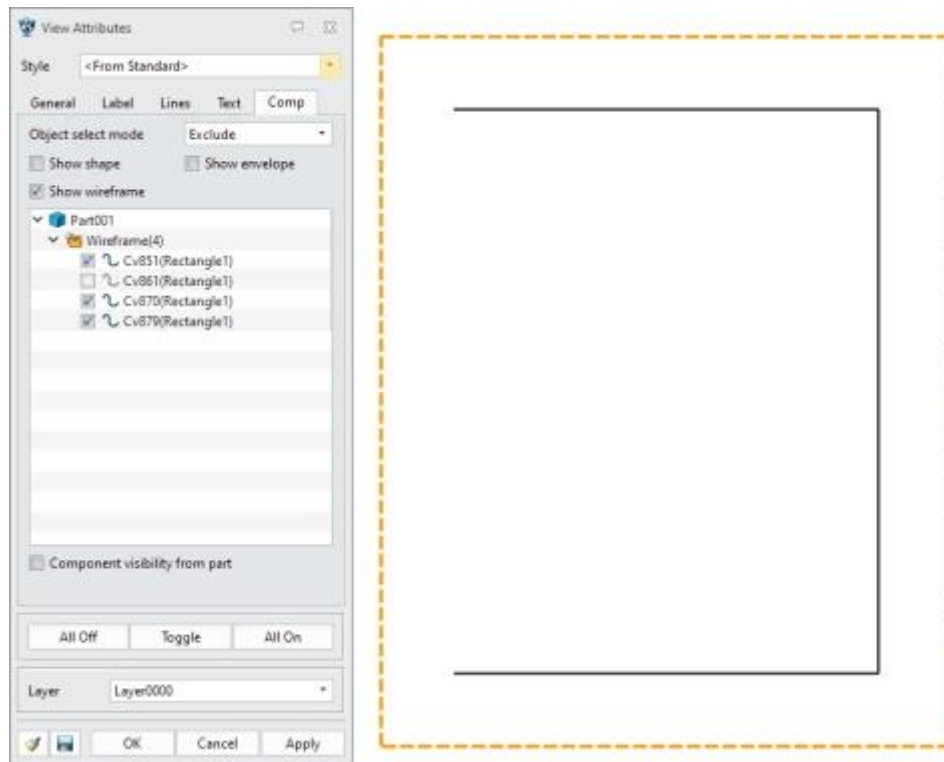 View Attributes
Style <From Standard>
General Label Lines Text Comp
Object select mode Exclude
Show shape Show envelope
Show wireframe
Part001
Wireframe(4)
Cv851(Rectangle1)
Cv861(Rectangle1)
Cv870(Rectangle1)
Cv879(Rectangle1)
Component visibility from part
All Off Toggle All On
Layer Layer0000
OK Cancel Apply